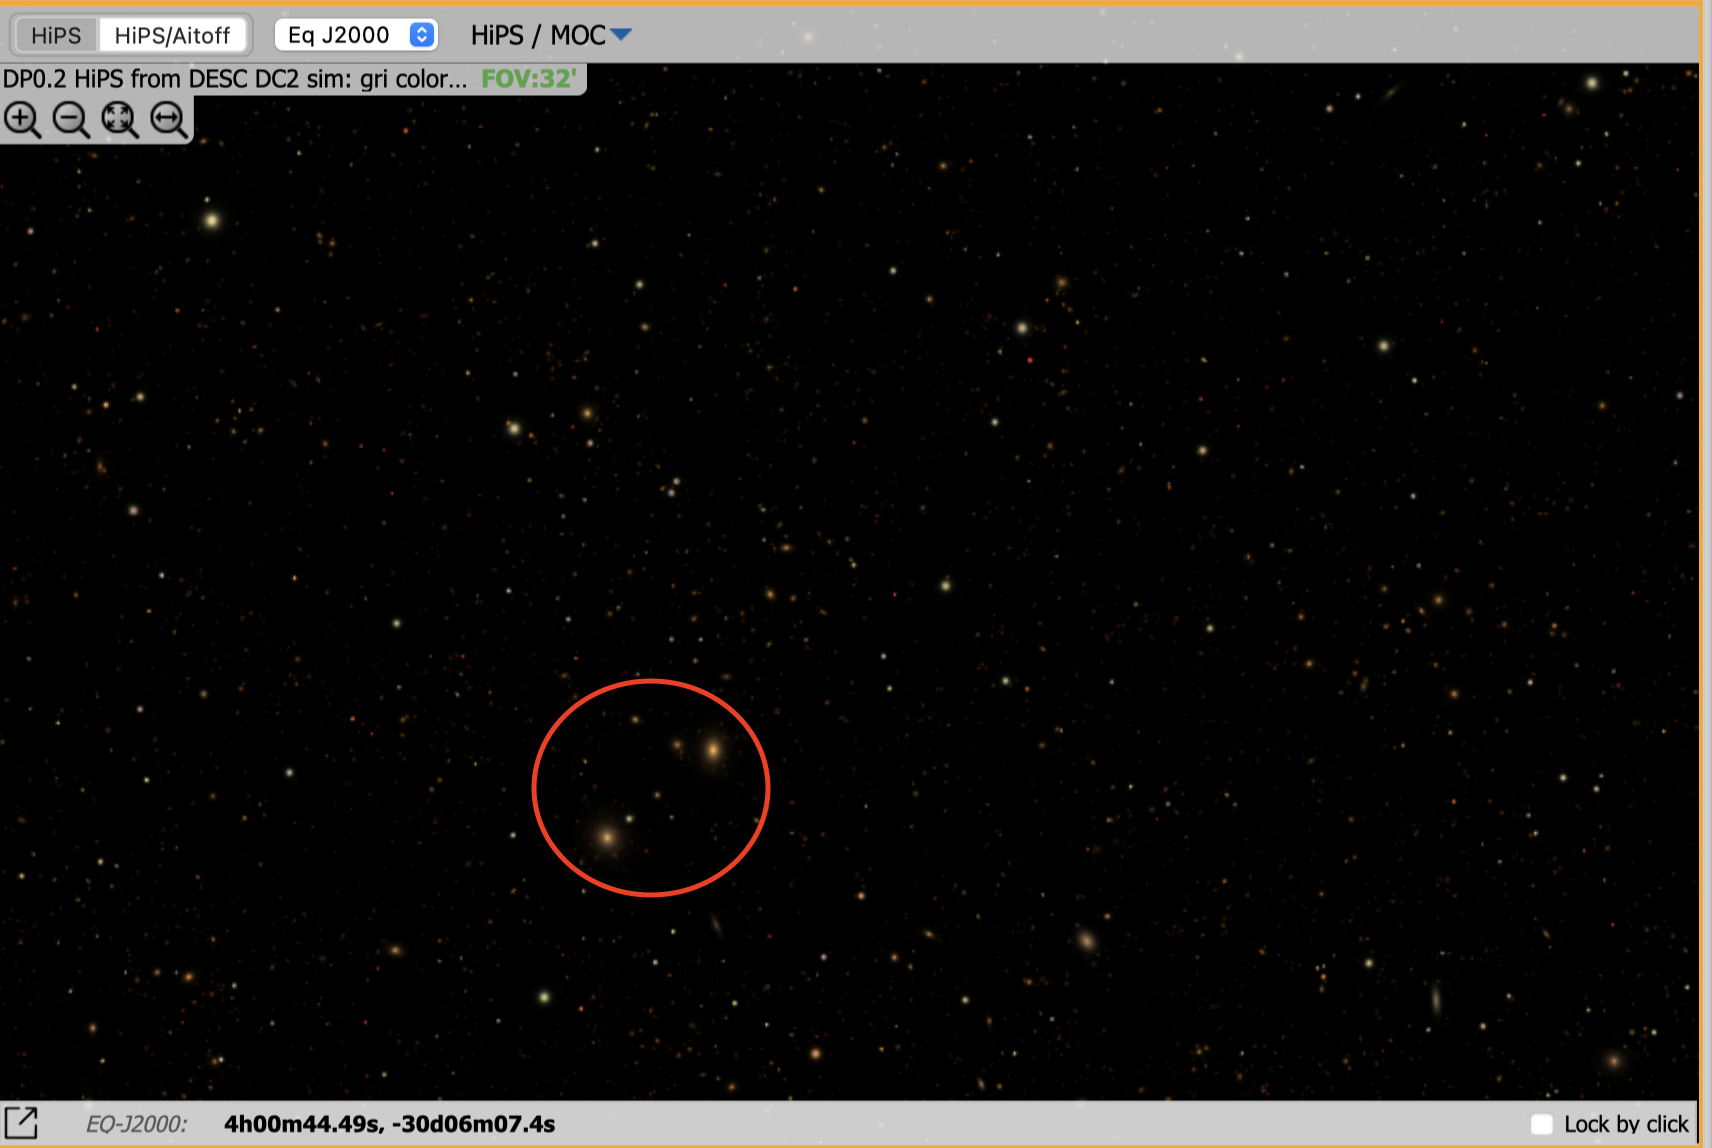 HiPS HiPS/Aitoff Eq J2000 HiPS / MOC
DP0.2 HiPS from DESC DC2 sim: gri color... FOV:32'
EQ-J2000: 4h00m44.49s, -30d06m07.4s Lock by click